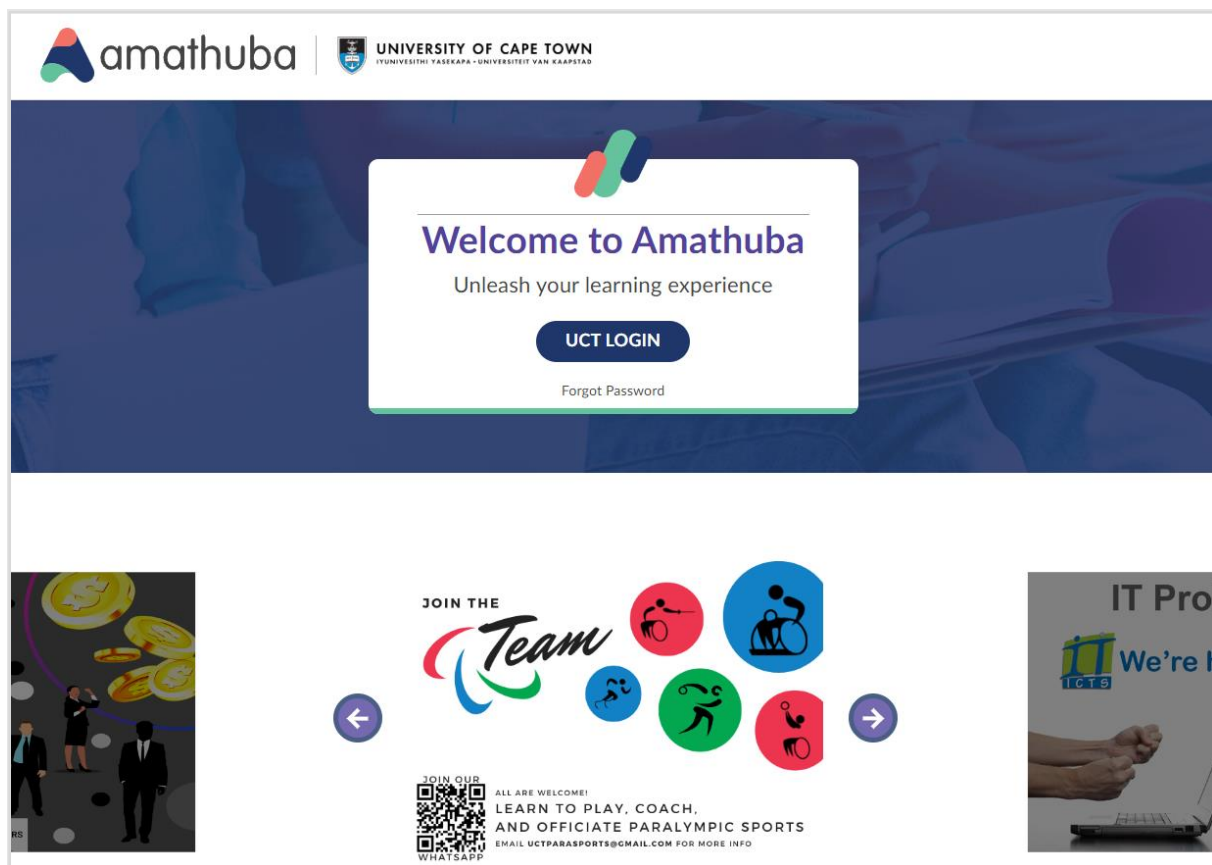 amathuba
UNIVERSITY OF CAPE TOWN
IYUNIVESITHI YASEKAPA • UNIVERSITEIT VAN KAAPSTAD
Welcome to Amathuba
Unleash your learning experience
UCT LOGIN
Forgot Password
JOIN THE
Team
JOIN OUR
WHATSAPP
ALL ARE WELCOME!
LEARN TO PLAY, COACH,
AND OFFICIATE PARALYMPIC SPORTS
EMAIL UCTPARASPORTS@GMAIL.COM FOR MORE INFO
RS
IT Pro
iT
ICTS
We're h